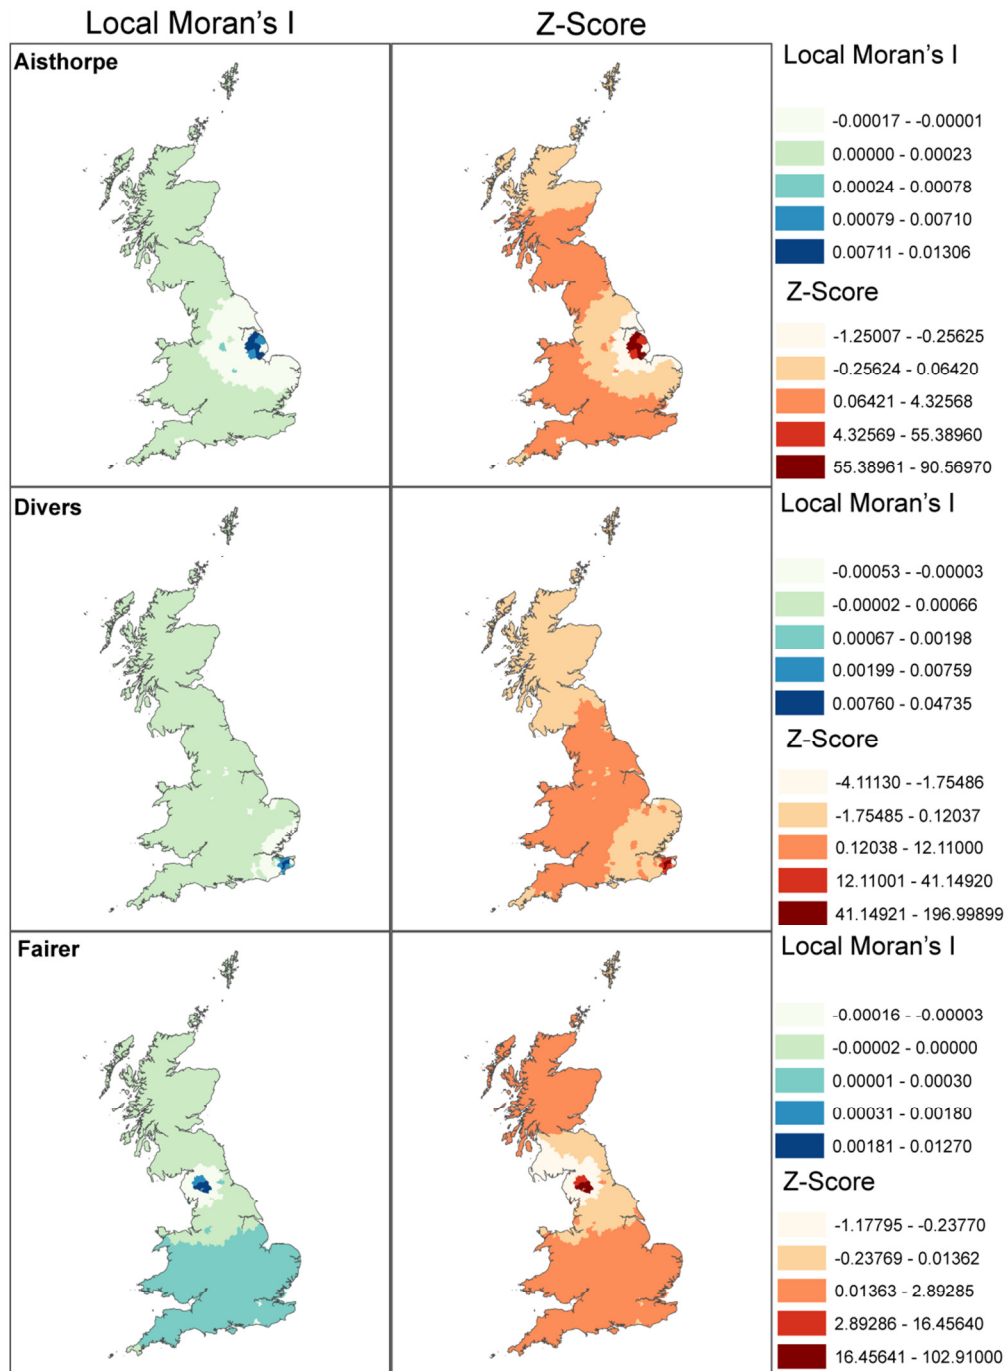 Local Moran's I
Z-Score
Aisthorpe
Local Moran's I
-0.00017 - -0.00001
0.00000 - 0.00023
0.00024 - 0.00078
0.00079 - 0.00710
0.00711 - 0.01306
Z-Score
-1.25007 - -0.25625
-0.25624 - 0.06420
0.06421 - 4.32568
4.32569 - 55.38960
55.38961 - 90.56970
Divers
Local Moran's I
-0.00053 - -0.00003
-0.00002 - 0.00066
0.00067 - 0.00198
0.00199 - 0.00759
0.00760 - 0.04735
Z-Score
-4.11130 - -1.75486
-1.75485 - 0.12037
0.12038 - 12.11000
12.11001 - 41.14920
41.14921 - 196.99899
Fairer
Local Moran's I
-0.00016 - -0.00003
-0.00002 - 0.00000
0.00001 - 0.00030
0.00031 - 0.00180
0.00181 - 0.01270
Z-Score
-1.17795 - -0.23770
-0.23769 - 0.01362
0.01363 - 2.89285
2.89286 - 16.45640
16.45641 - 102.91000